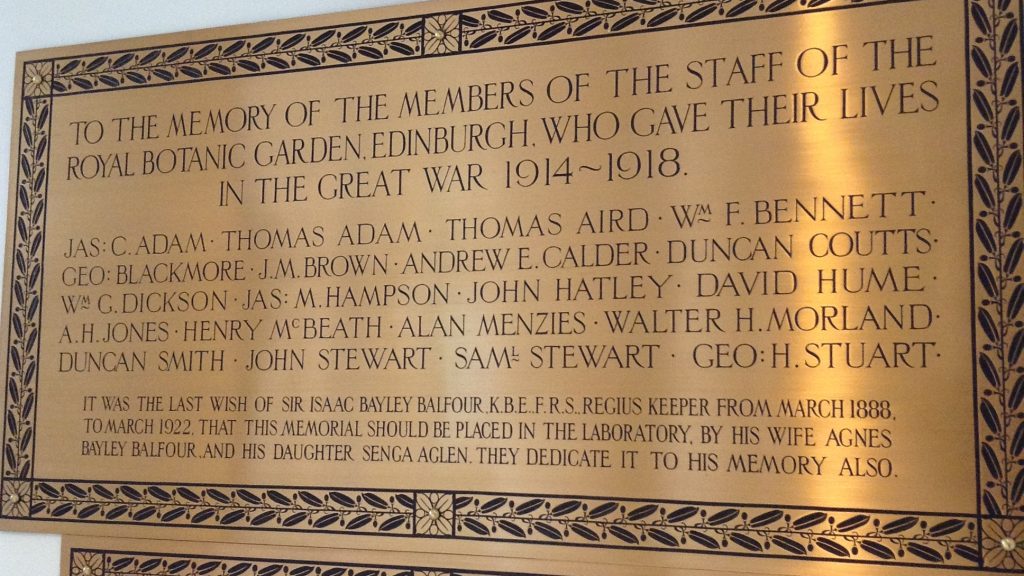 TO THE MEMORY OF THE MEMBERS OF THE STAFF OF THE
ROYAL BOTANIC GARDEN, EDINBURGH, WHO GAVE THEIR LIVES
IN THE GREAT WAR 1914~1918.
JAS: C. ADAM · THOMAS ADAM · THOMAS AIRD · Wᴹ F. BENNETT ·
GEO: BLACKMORE · J.M. BROWN · ANDREW E. CALDER · DUNCAN COUTTS ·
Wᴹ G. DICKSON · JAS: M. HAMPSON · JOHN HATLEY · DAVID HUME ·
A.H. JONES · HENRY MᶜBEATH · ALAN MENZIES · WALTER H. MORLAND ·
DUNCAN SMITH · JOHN STEWART · SAMᴸ STEWART · GEO: H. STUART ·
IT WAS THE LAST WISH OF SIR ISAAC BAYLEY BALFOUR, K.B.E., F.R.S., REGIUS KEEPER FROM MARCH 1888,
TO MARCH 1922, THAT THIS MEMORIAL SHOULD BE PLACED IN THE LABORATORY, BY HIS WIFE AGNES
BAYLEY BALFOUR, AND HIS DAUGHTER SENGA AGLEN. THEY DEDICATE IT TO HIS MEMORY ALSO.